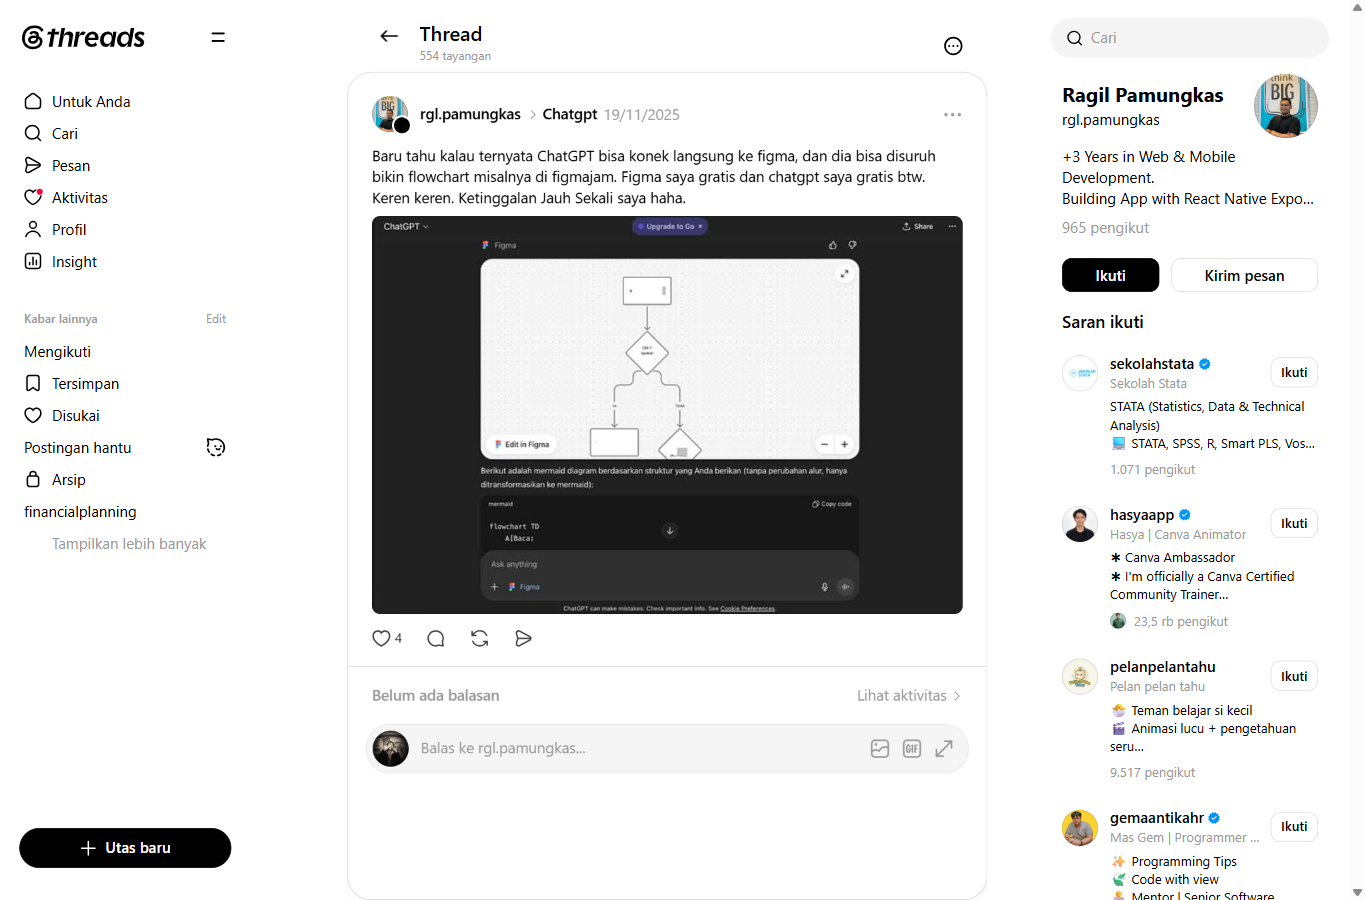 threads
Untuk Anda
Cari
Pesan
Aktivitas
Profil
Insight
Kabar lainnya
Edit
Mengikuti
Tersimpan
Disukai
Postingan hantu
Arsip
financialplanning
Tampilkan lebih banyak
Utas baru
Thread
554 tayangan
rgl.pamungkas
Chatgpt
19/11/2025
Baru tahu kalau ternyata ChatGPT bisa konek langsung ke figma, dan dia bisa disuruh
bikin flowchart misalnya di figmajam. Figma saya gratis dan chatgpt saya gratis btw.
Keren keren. Ketinggalan Jauh Sekali saya haha.
ChatGPT
Upgrade to Go ×
Share
Figma
Edit in Figma
Berikut adalah mermaid diagram berdasarkan struktur yang Anda berikan (tanpa perubahan alur, hanya
ditransformasikan ke mermaid):
mermaid
Copy code
flowchart TD
A[Baca:
Ask anything
Figma
ChatGPT can make mistakes. Check important info. See Cookie Preferences.
4
Belum ada balasan
Lihat aktivitas
Balas ke rgl.pamungkas...
GIF
Cari
Ragil Pamungkas
rgl.pamungkas
think
BIG
+3 Years in Web & Mobile
Development.
Building App with React Native Expo...
965 pengikut
Ikuti
Kirim pesan
Saran ikuti
sekolahstata
Ikuti
Sekolah Stata
STATA (Statistics, Data & Technical
Analysis)
STATA, SPSS, R, Smart PLS, Vos...
1.071 pengikut
hasyaapp
Ikuti
Hasya | Canva Animator
∗ Canva Ambassador
∗ I'm officially a Canva Certified
Community Trainer...
23,5 rb pengikut
pelanpelantahu
Ikuti
Pelan pelan tahu
Teman belajar si kecil
Animasi lucu + pengetahuan
seru...
9.517 pengikut
gemaantikahr
Ikuti
Mas Gem | Programmer ...
Programming Tips
Code with view
Mentor | Senior Software